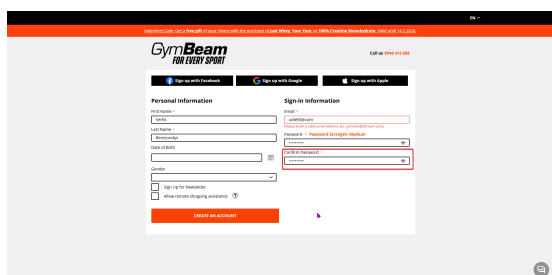 EN
Valentine's Sale: Get a free gift of your choice with the purchase of Just Whey, Yum Yum, or 100% Creatine Monohydrate. Valid until 14.2.2026.
GymBeam
FOR EVERY SPORT
Call us
Sign up with Facebook
Sign up with Google
Sign up with Apple
Personal Information
Sign-in Information
First Name *
Email *
Serhii
Please enter a valid email address (Ex: johndoe@domain.com).
Last Name *
Password * Password Strength: Medium
Date of Birth
Confirm Password *
Gender
Sign Up for Newsletter
Allow remote shopping assistance
CREATE AN ACCOUNT